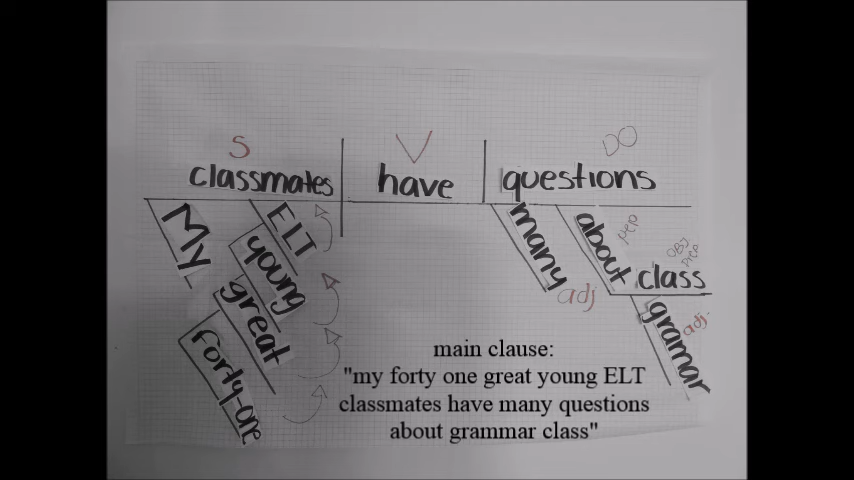 S V DO
classmates have questions
My
ELT
young
great
forty-one
many
adj
about
prep
class
OBJ
Prep
gramar
adj.
main clause:
"my forty one great young ELT
classmates have many questions
about grammar class"